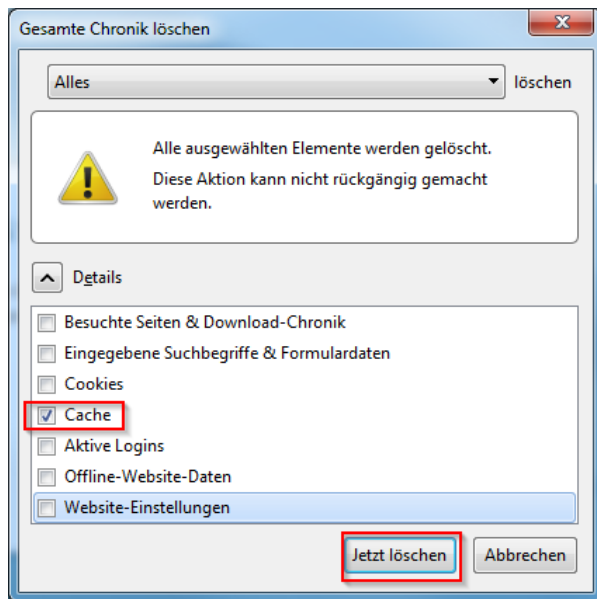 Gesamte Chronik löschen
Alles löschen
Alle ausgewählten Elemente werden gelöscht.
Diese Aktion kann nicht rückgängig gemacht
werden.
Details
Besuchte Seiten & Download-Chronik
Eingegebene Suchbegriffe & Formulardaten
Cookies
Cache
Aktive Logins
Offline-Website-Daten
Website-Einstellungen
Jetzt löschen Abbrechen